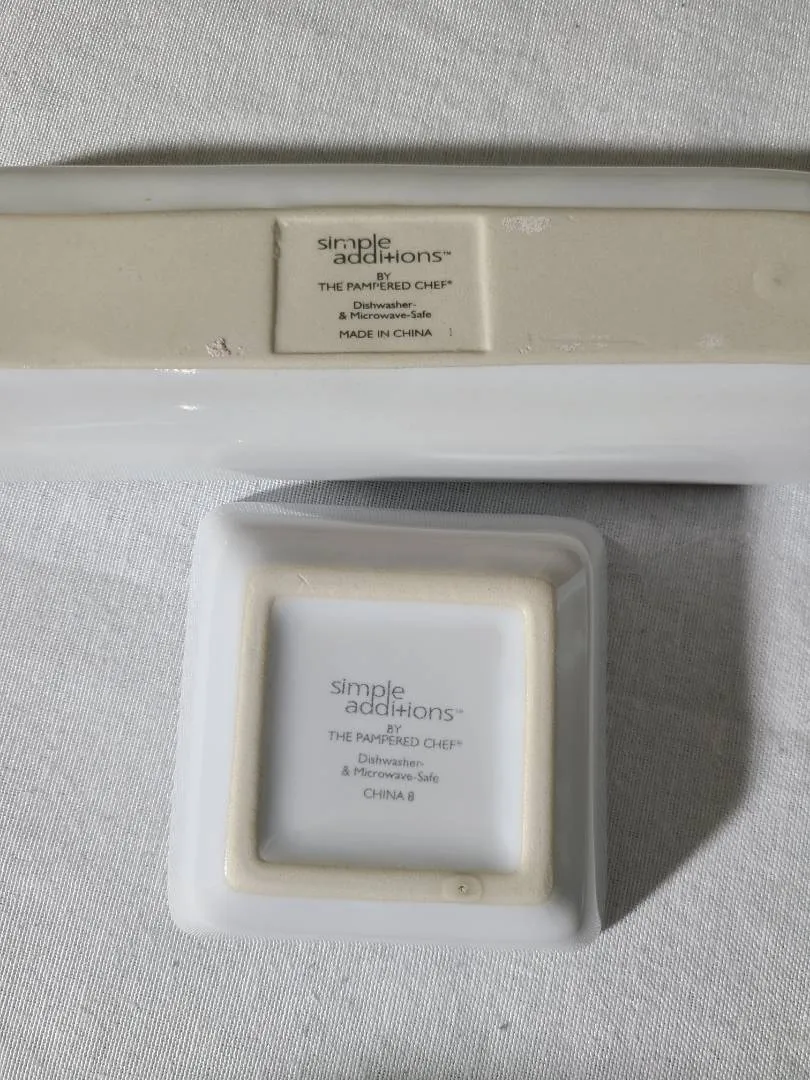 simple
additions™
BY
THE PAMPERED CHEF®
Dishwasher-
& Microwave-Safe
MADE IN CHINA 1
simple
additions™
BY
THE PAMPERED CHEF®
Dishwasher-
& Microwave-Safe
CHINA 8